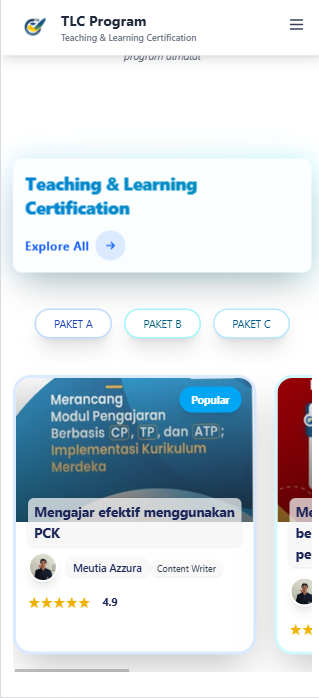 TLC Program
Teaching & Learning Certification
program unnatal
Teaching & Learning
Certification
Explore All
PAKET A
PAKET B
PAKET C
Merancang
Modul Pengajaran
Berbasis CP, TP, dan ATP;
Implementasi Kurikulum
Merdeka
Popular
Mengajar efektif menggunakan
PCK
Me
be
pe
Meutia Azzura
Content Writer
4.9